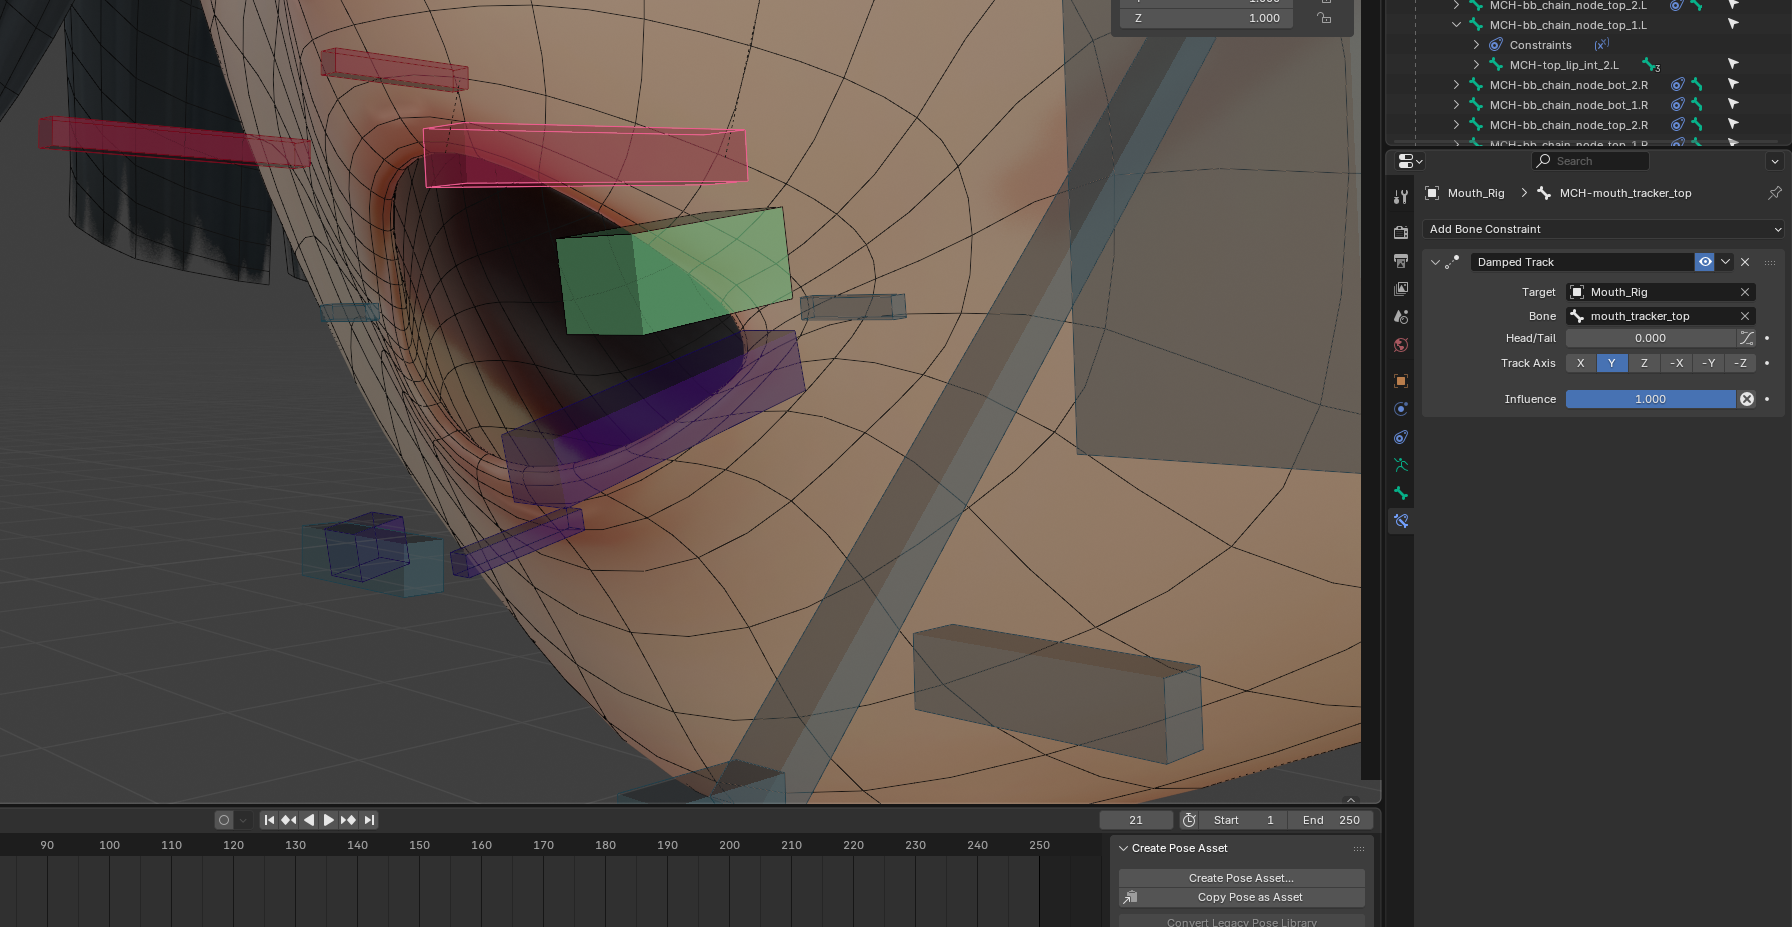 MCH-bb_chain_node_top_2.L
Z 1.000
MCH-bb_chain_node_top_1.L
Constraints
MCH-top_lip_int_2.L 3
MCH-bb_chain_node_bot_2.R
MCH-bb_chain_node_bot_1.R
MCH-bb_chain_node_top_2.R
MCH-bb_chain_node_top_1.R
Search
Mouth_Rig MCH-mouth_tracker_top
Add Bone Constraint
Damped Track
Target Mouth_Rig
Bone mouth_tracker_top
Head/Tail 0.000
Track Axis X Y Z -X -Y -Z
Influence 1.000
21 Start 1 End 250
90 100 110 120 130 140 150 160 170 180 190 200 210 220 230 240 250
Create Pose Asset
Create Pose Asset...
Copy Pose as Asset
Convert Legacy Pose Library